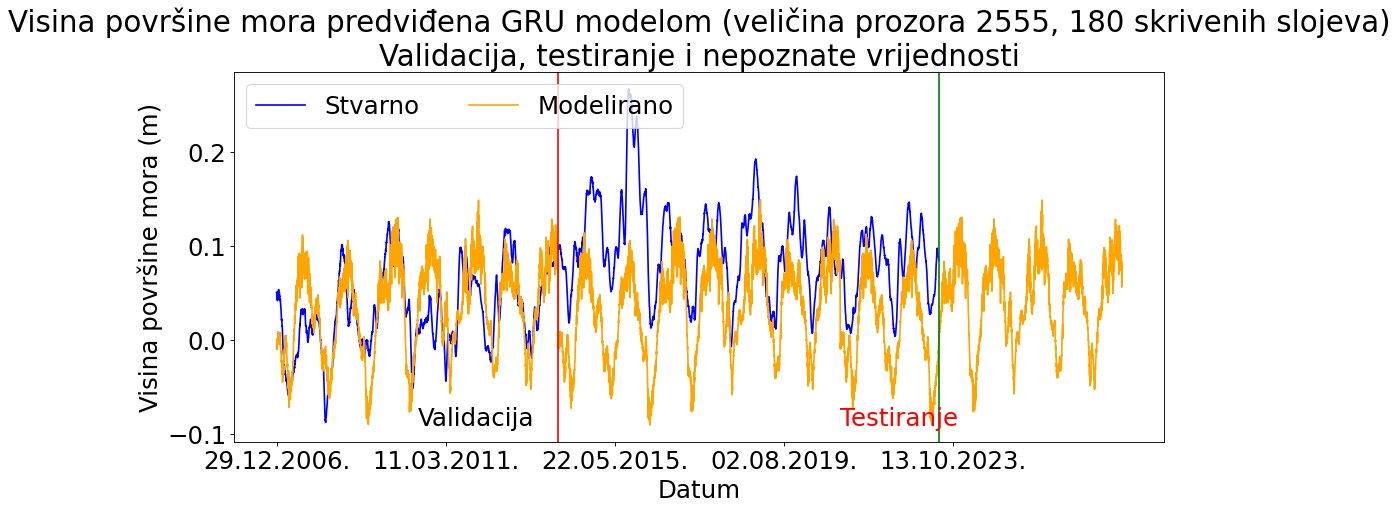 Visina površine mora predviđena GRU modelom (veličina prozora 2555, 180 skrivenih slojeva)
Validacija, testiranje i nepoznate vrijednosti
Stvarno
Modelirano
Visina površine mora (m)
0.2
0.1
0.0
−0.1
Validacija
Testiranje
29.12.2006.
11.03.2011.
22.05.2015.
02.08.2019.
13.10.2023.
Datum